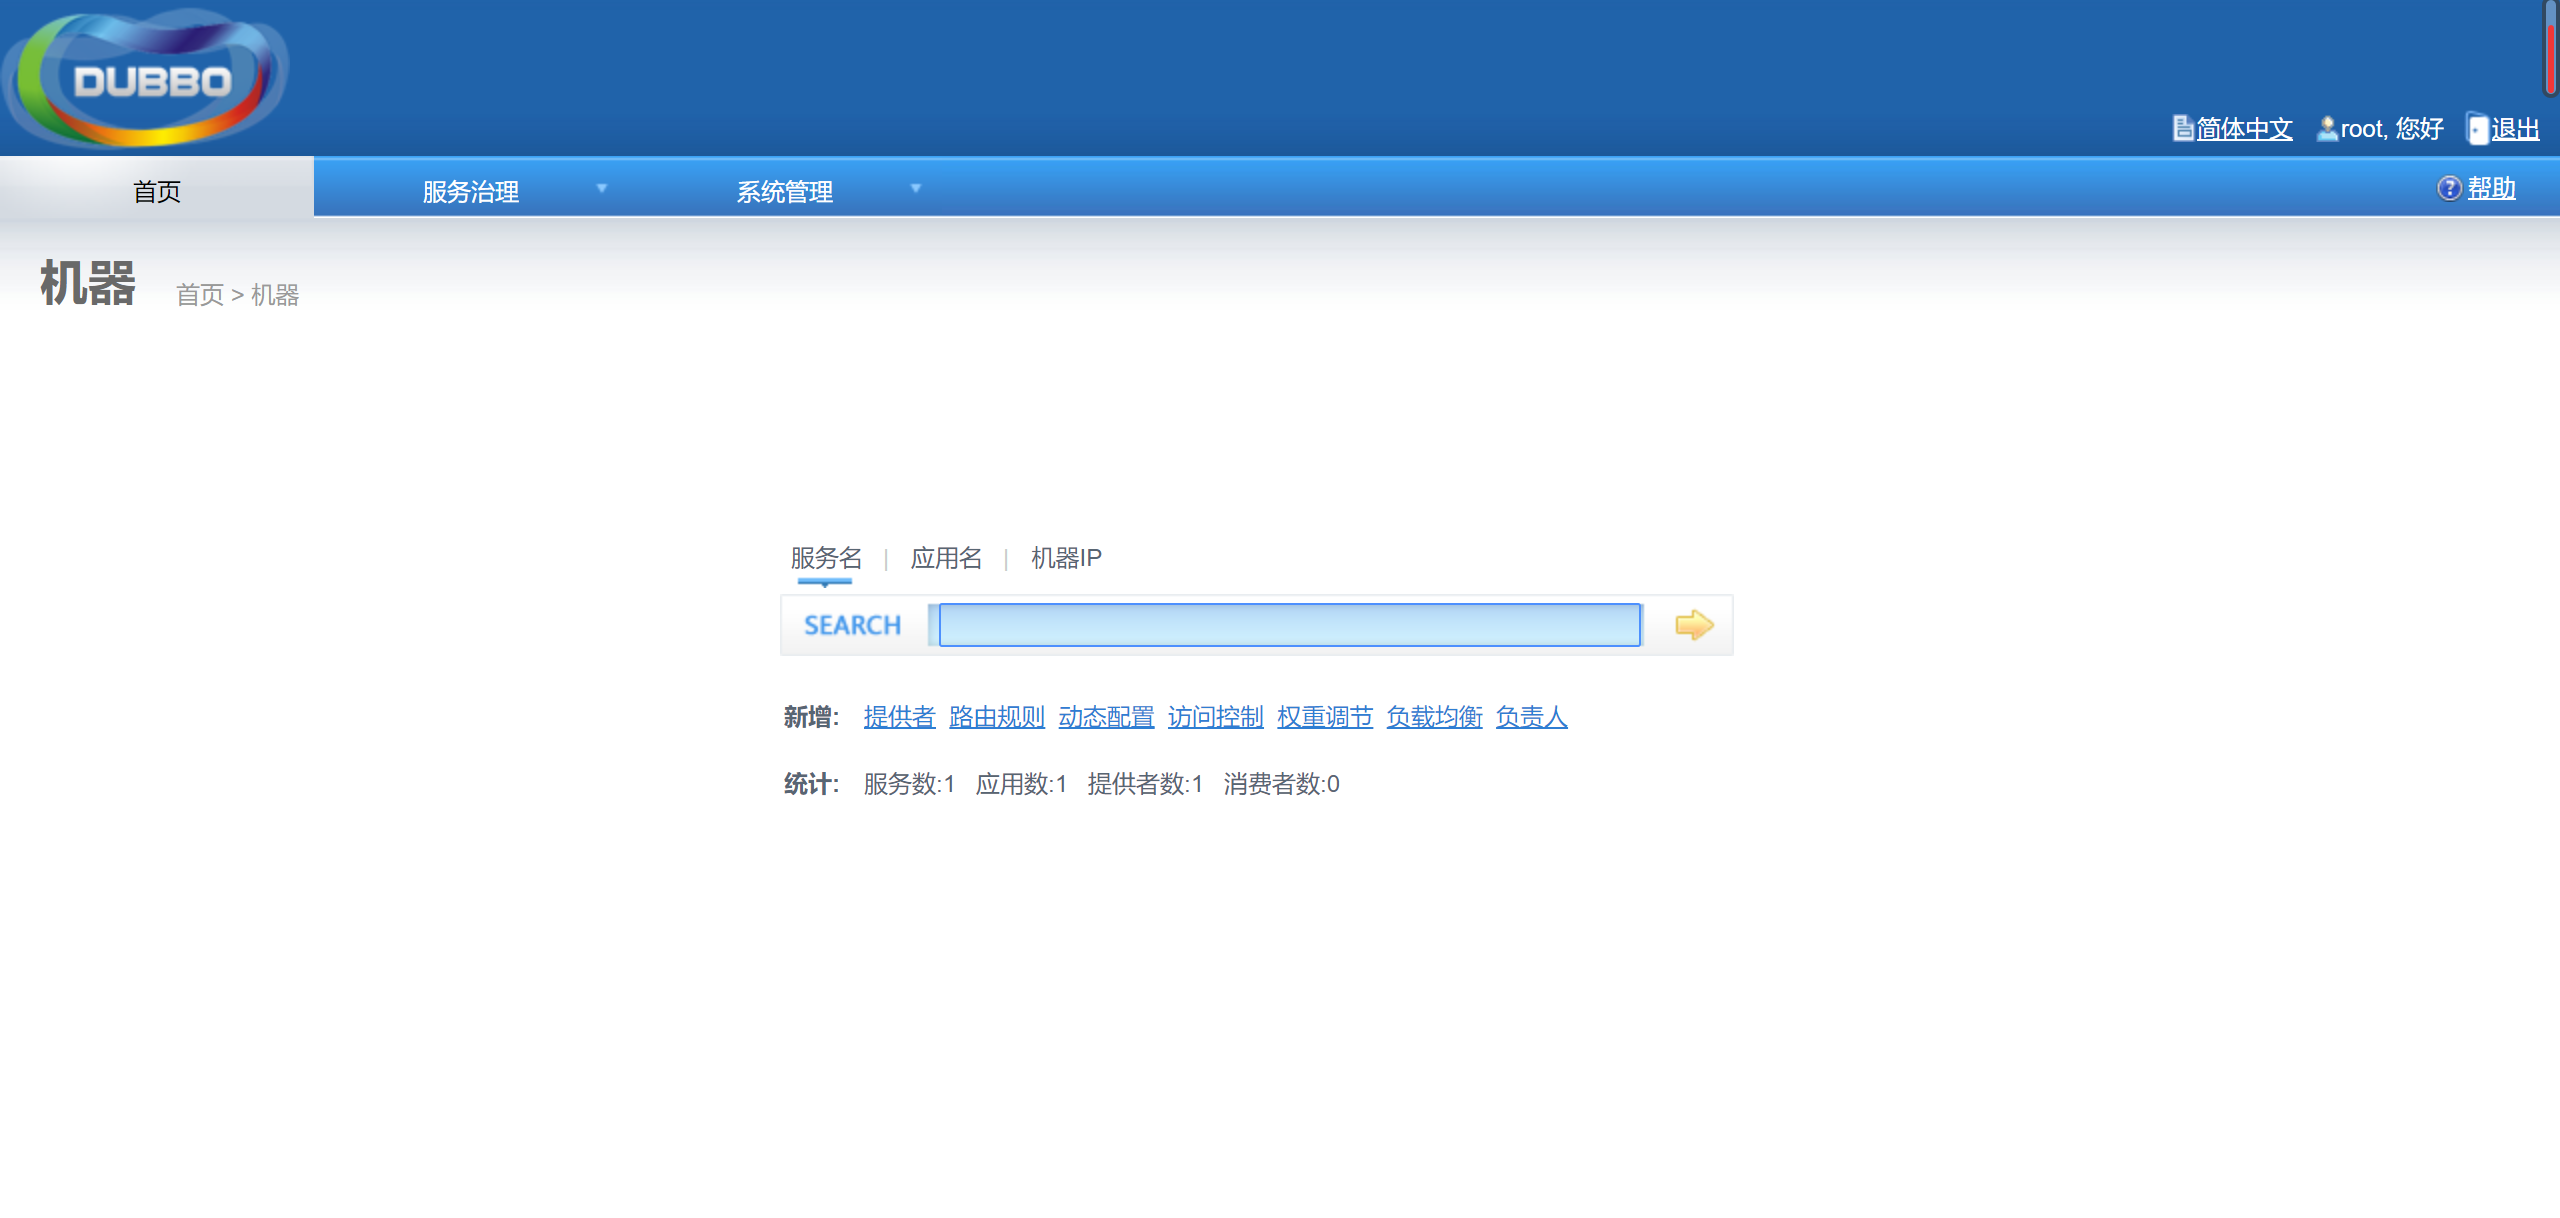 DUBBO
简体中文 root, 您好 退出
首页 服务治理 系统管理 帮助
机器 首页 > 机器
服务名 | 应用名 | 机器IP
SEARCH
新增: 提供者 路由规则 动态配置 访问控制 权重调节 负载均衡 负责人
统计: 服务数:1 应用数:1 提供者数:1 消费者数:0